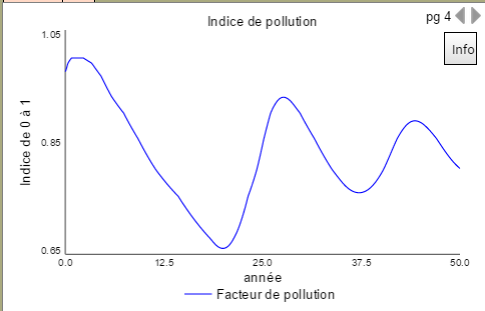 Indice de pollution
pg 4
Info
1.05
0.85
0.65
Indice de 0 à 1
0.0 12.5 25.0 37.5 50.0
année
Facteur de pollution